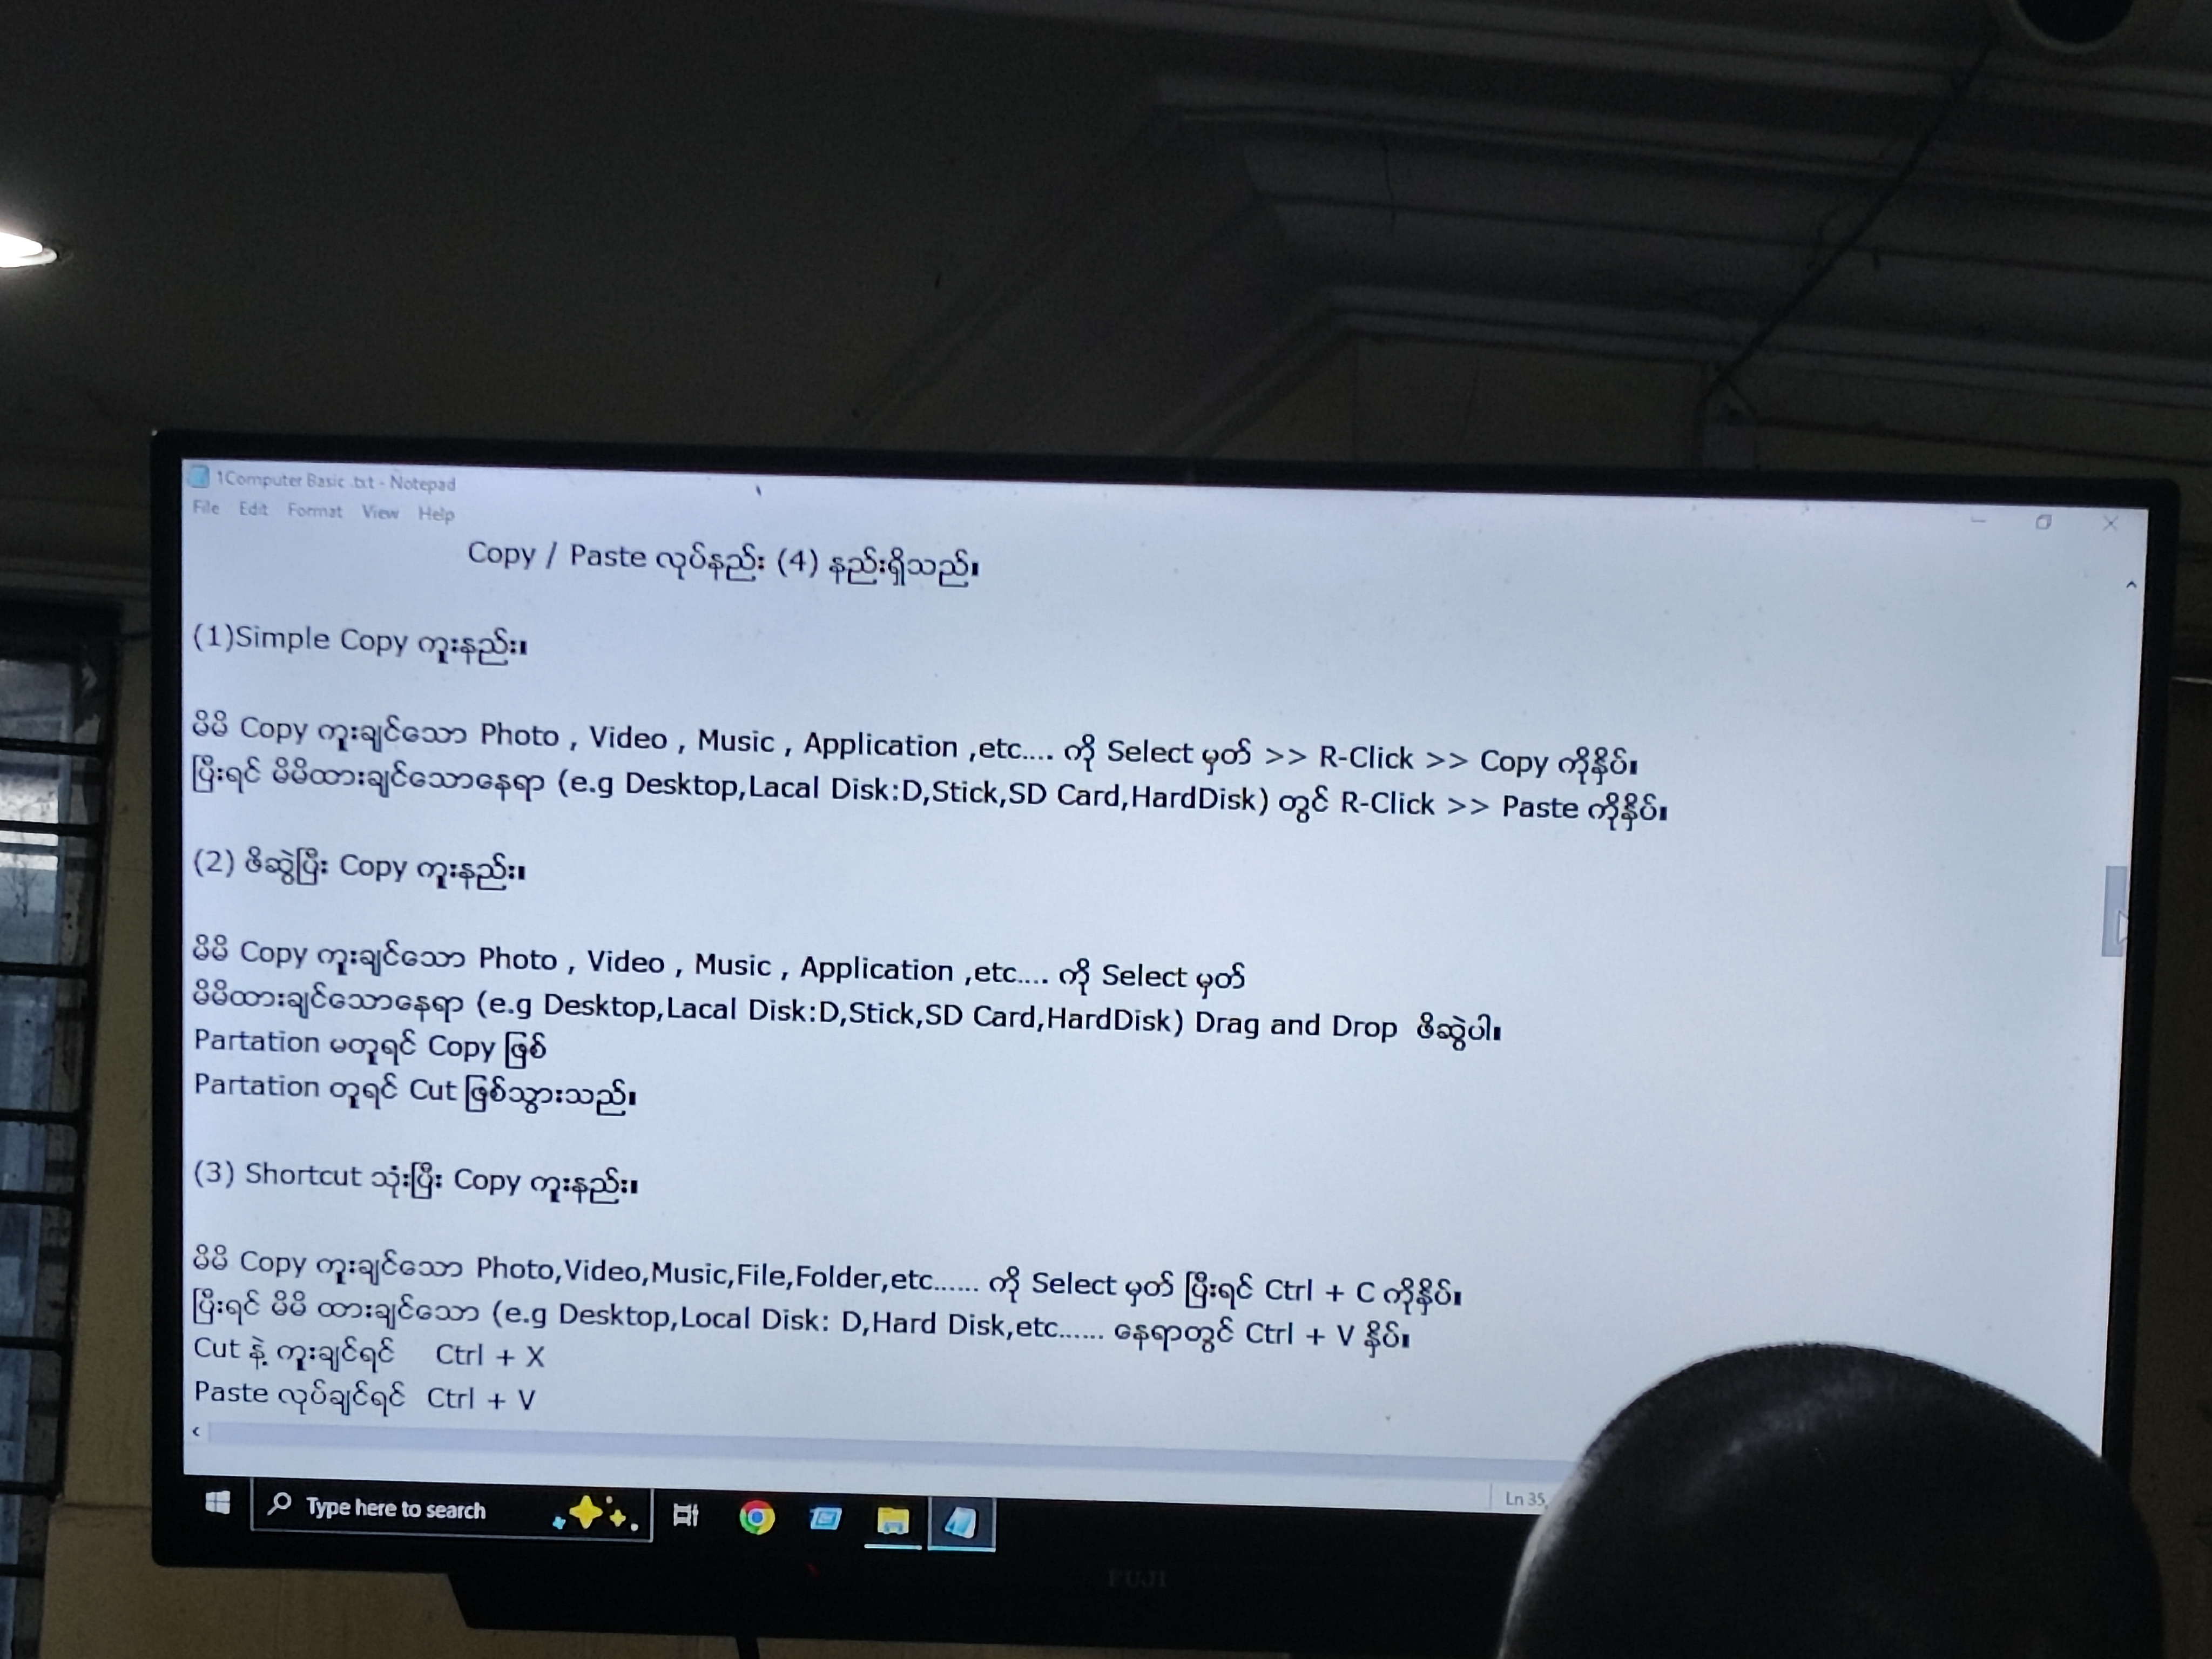 1Computer Basic .txt - Notepad
File Edit Format View Help
Copy / Paste လုပ်နည်း (4) နည်းရှိသည်။
(1)Simple Copy ကူးနည်း။
မိမိ Copy ကူးချင်သော Photo , Video , Music , Application ,etc.... ကို Select မှတ် >> R-Click >> Copy ကိုနှိပ်။
ပြီးရင် မိမိထားချင်သောနေရာ (e.g Desktop,Lacal Disk:D,Stick,SD Card,HardDisk) တွင် R-Click >> Paste ကိုနှိပ်။
(2) ဖိဆွဲပြီး Copy ကူးနည်း။
မိမိ Copy ကူးချင်သော Photo , Video , Music , Application ,etc.... ကို Select မှတ်
မိမိထားချင်သောနေရာ (e.g Desktop,Lacal Disk:D,Stick,SD Card,HardDisk) Drag and Drop ဖိဆွဲပါ။
Partation မတူရင် Copy ဖြစ်
Partation တူရင် Cut ဖြစ်သွားသည်။
(3) Shortcut သုံးပြီး Copy ကူးနည်း။
မိမိ Copy ကူးချင်သော Photo,Video,Music,File,Folder,etc...... ကို Select မှတ် ပြီးရင် Ctrl + C ကိုနှိပ်။
ပြီးရင် မိမိ ထားချင်သော (e.g Desktop,Local Disk: D,Hard Disk,etc...... နေရာတွင် Ctrl + V နှိပ်။
Cut နဲ့ ကူးချင်ရင် Ctrl + X
Paste လုပ်ချင်ရင် Ctrl + V
Ln 35,
Type here to search
FUJI